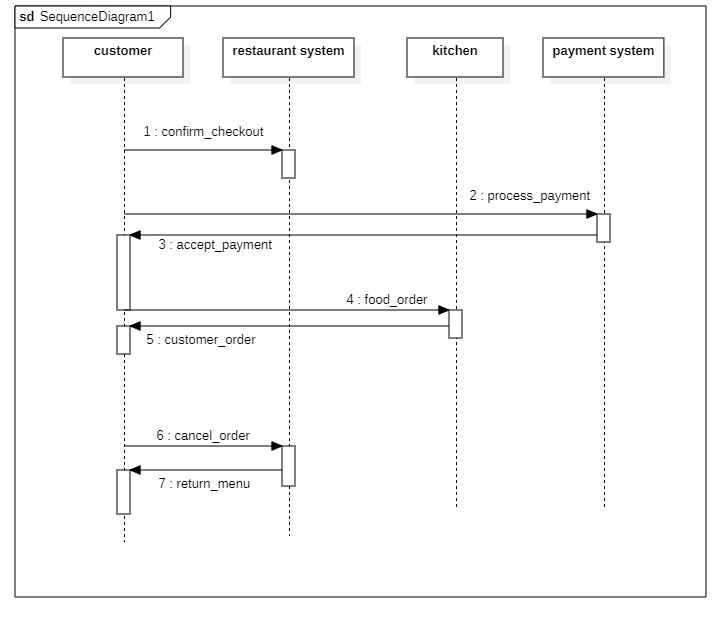 sd SequenceDiagram1
customer restaurant system kitchen payment system
1 : confirm_checkout
2 : process_payment
3 : accept_payment
4 : food_order
5 : customer_order
6 : cancel_order
7 : return_menu